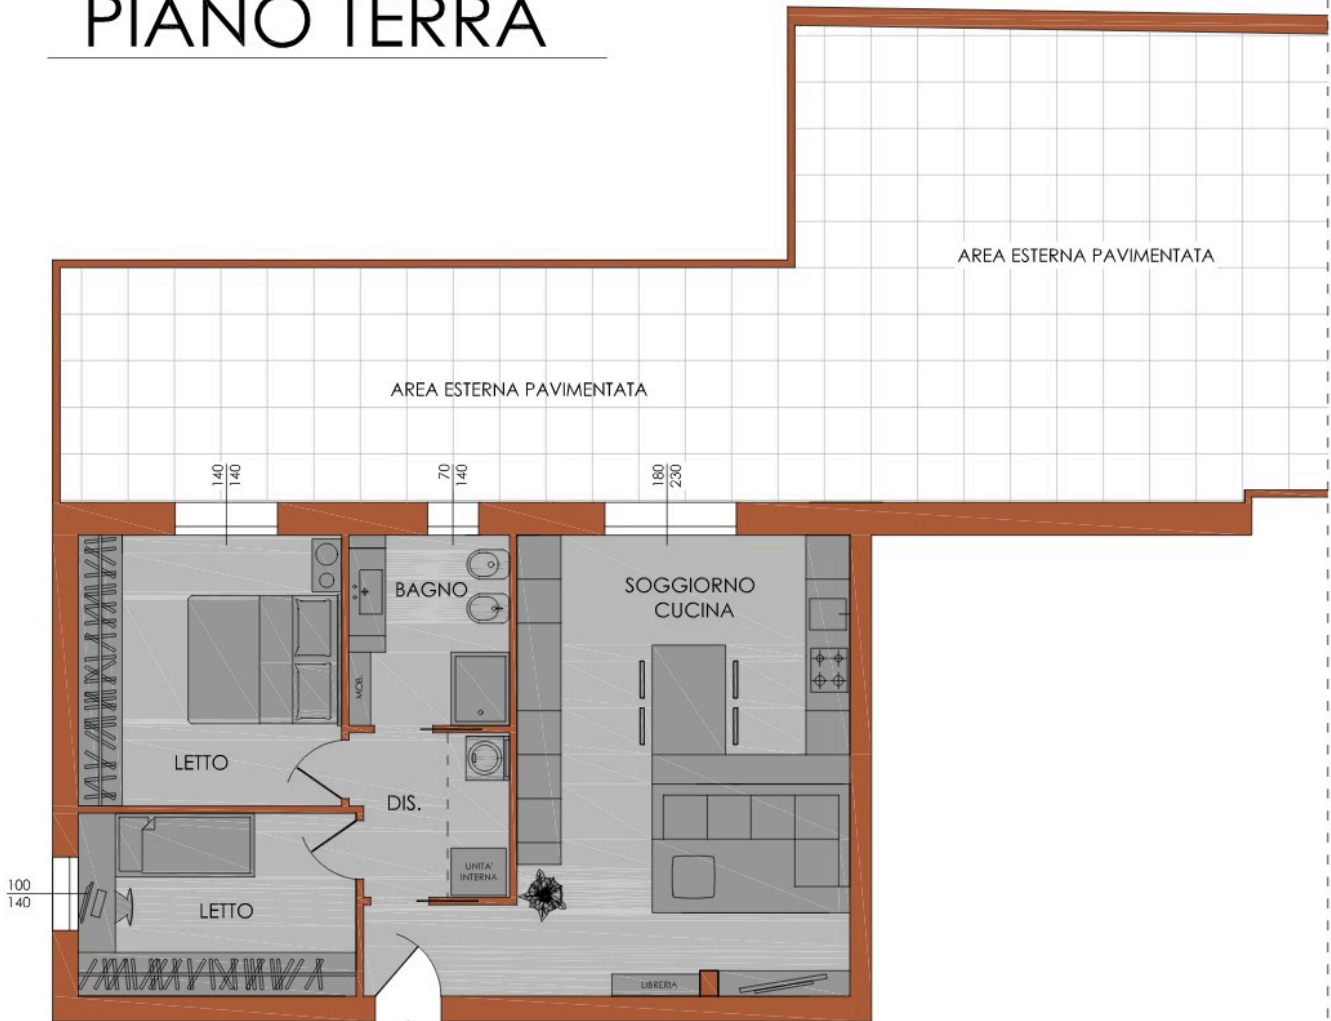 PIANO TERRA
AREA ESTERNA PAVIMENTATA
AREA ESTERNA PAVIMENTATA
140
140
70
140
180
230
BAGNO
SOGGIORNO
CUCINA
MOB.
LETTO
DIS.
UNITA'
INTERNA
100
140
LETTO
LIBRERIA